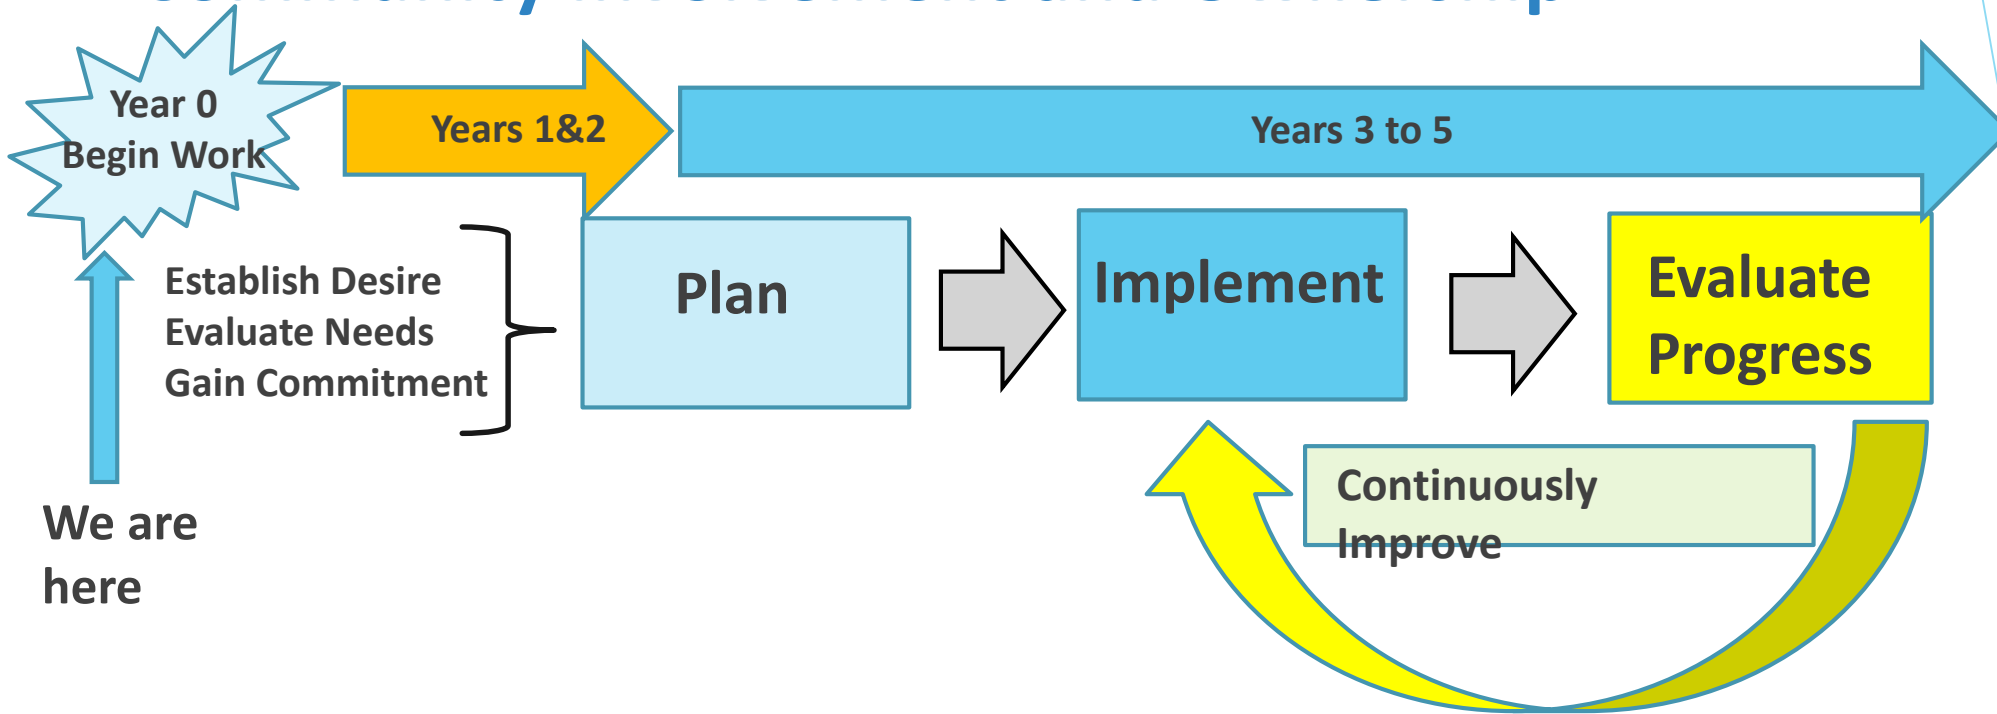 Year 0
Begin Work
Years 1&2
Years 3 to 5
Establish Desire
Evaluate Needs
Gain Commitment
Plan
Implement
Evaluate
Progress
Continuously
Improve
We are
here